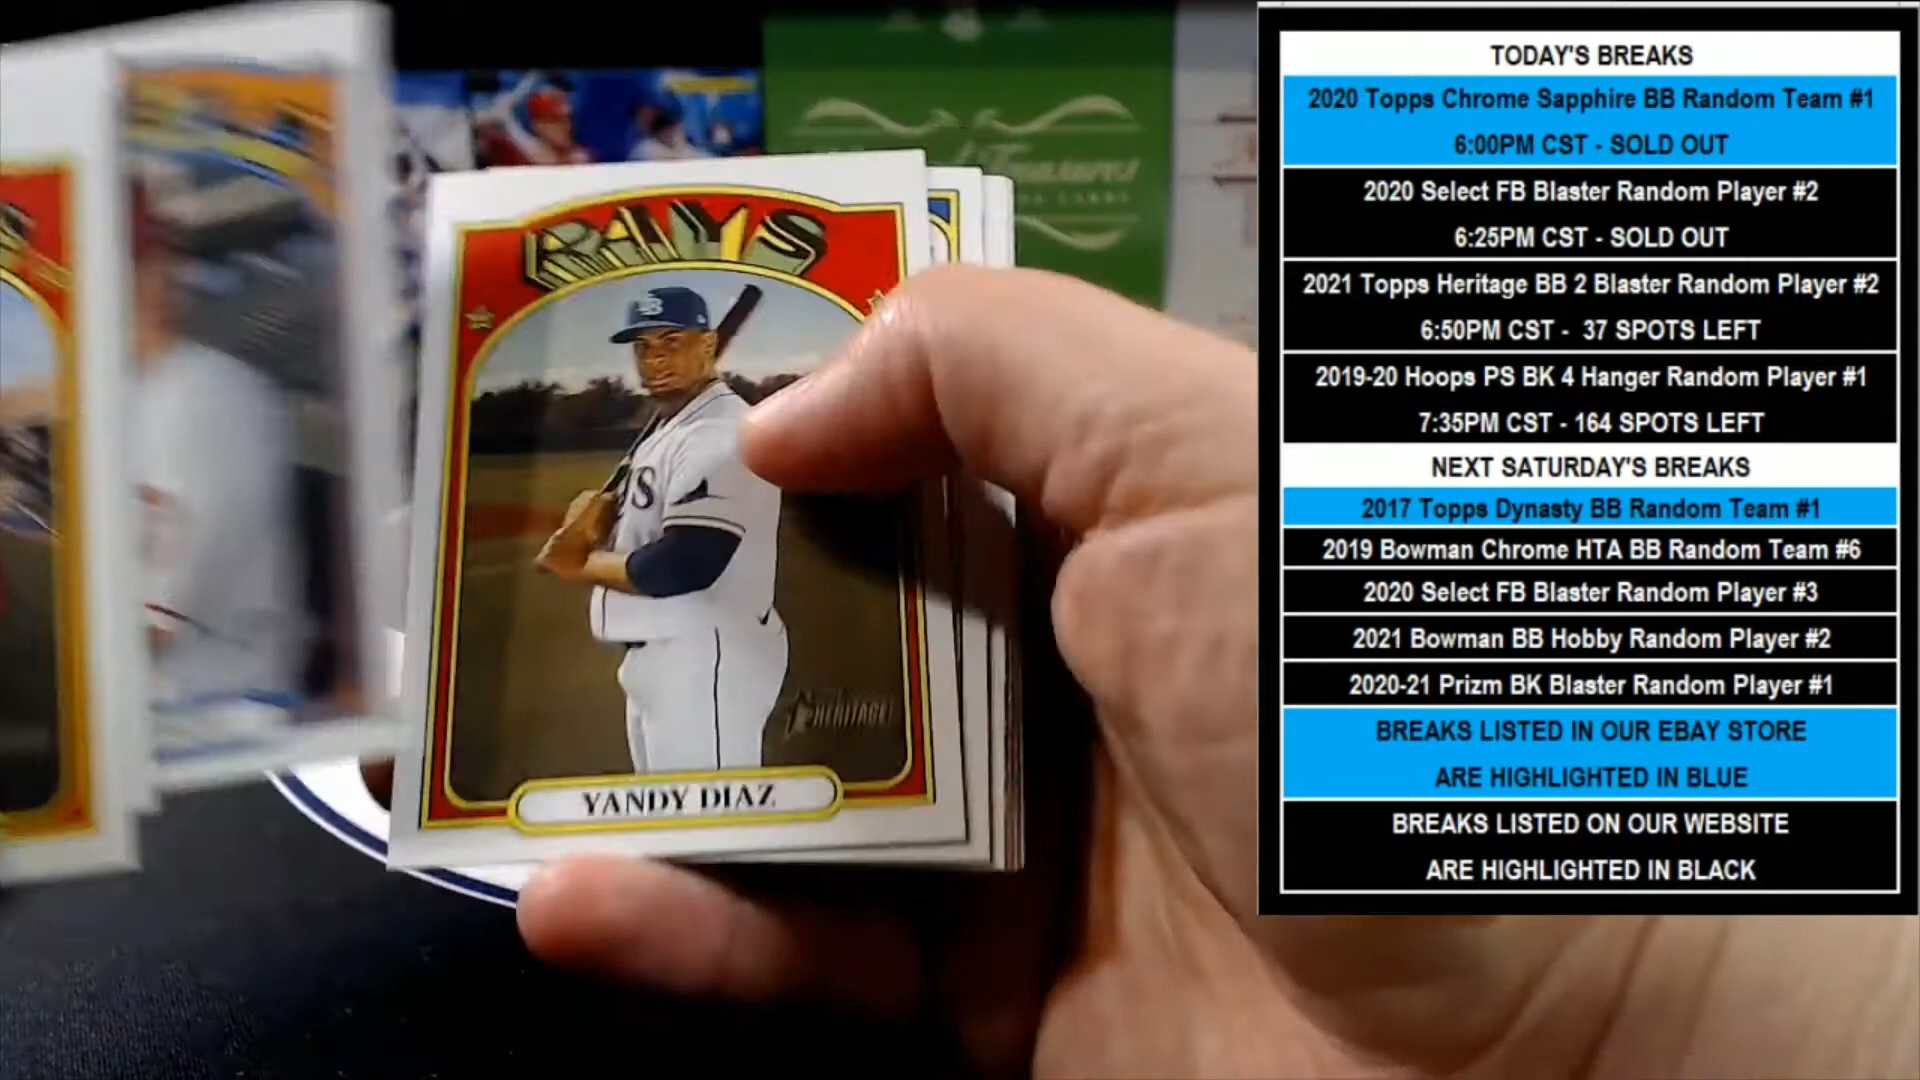 RAYS
TB
YS
HERITAGE
YANDY DIAZ
Treasures
TODAY'S BREAKS
2020 Topps Chrome Sapphire BB Random Team #1
6:00PM CST - SOLD OUT
2020 Select FB Blaster Random Player #2
6:25PM CST - SOLD OUT
2021 Topps Heritage BB 2 Blaster Random Player #2
6:50PM CST - 37 SPOTS LEFT
2019-20 Hoops PS BK 4 Hanger Random Player #1
7:35PM CST - 164 SPOTS LEFT
NEXT SATURDAY'S BREAKS
2017 Topps Dynasty BB Random Team #1
2019 Bowman Chrome HTA BB Random Team #6
2020 Select FB Blaster Random Player #3
2021 Bowman BB Hobby Random Player #2
2020-21 Prizm BK Blaster Random Player #1
BREAKS LISTED IN OUR EBAY STORE
ARE HIGHLIGHTED IN BLUE
BREAKS LISTED ON OUR WEBSITE
ARE HIGHLIGHTED IN BLACK